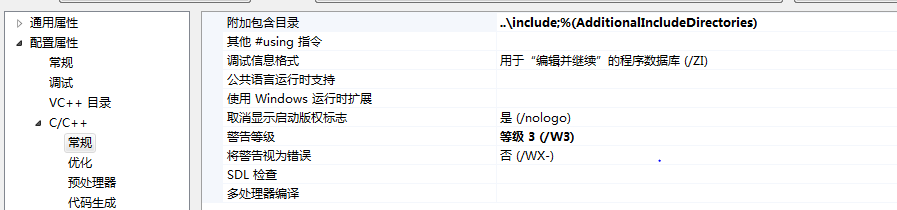 通用属性
配置属性
常规
调试
VC++ 目录
C/C++
常规
优化
预处理器
代码生成
附加包含目录 ..\include;%(AdditionalIncludeDirectories)
其他 #using 指令
调试信息格式 用于“编辑并继续”的程序数据库 (/ZI)
公共语言运行时支持
使用 Windows 运行时扩展
取消显示启动版权标志 是 (/nologo)
警告等级 等级 3 (/W3)
将警告视为错误 否 (/WX-)
SDL 检查
多处理器编译